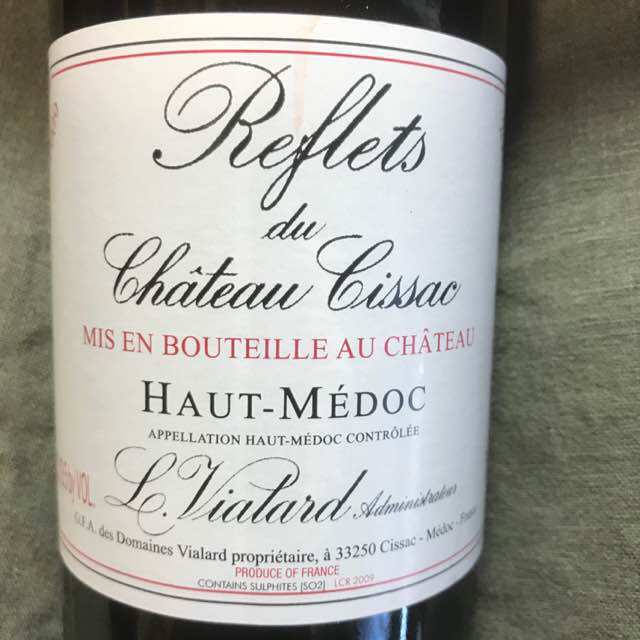 Reflets
du
Château Cissac
MIS EN BOUTEILLE AU CHÂTEAU
HAUT-MÉDOC
APPELLATION HAUT-MÉDOC CONTRÔLÉE
VOL.
L. Vialard Administrateur
G.F.A. des Domaines Vialard propriétaire, à 33250 Cissac - Médoc - France
PRODUCE OF FRANCE
CONTAINS SULPHITES (SO2) LCR 2009